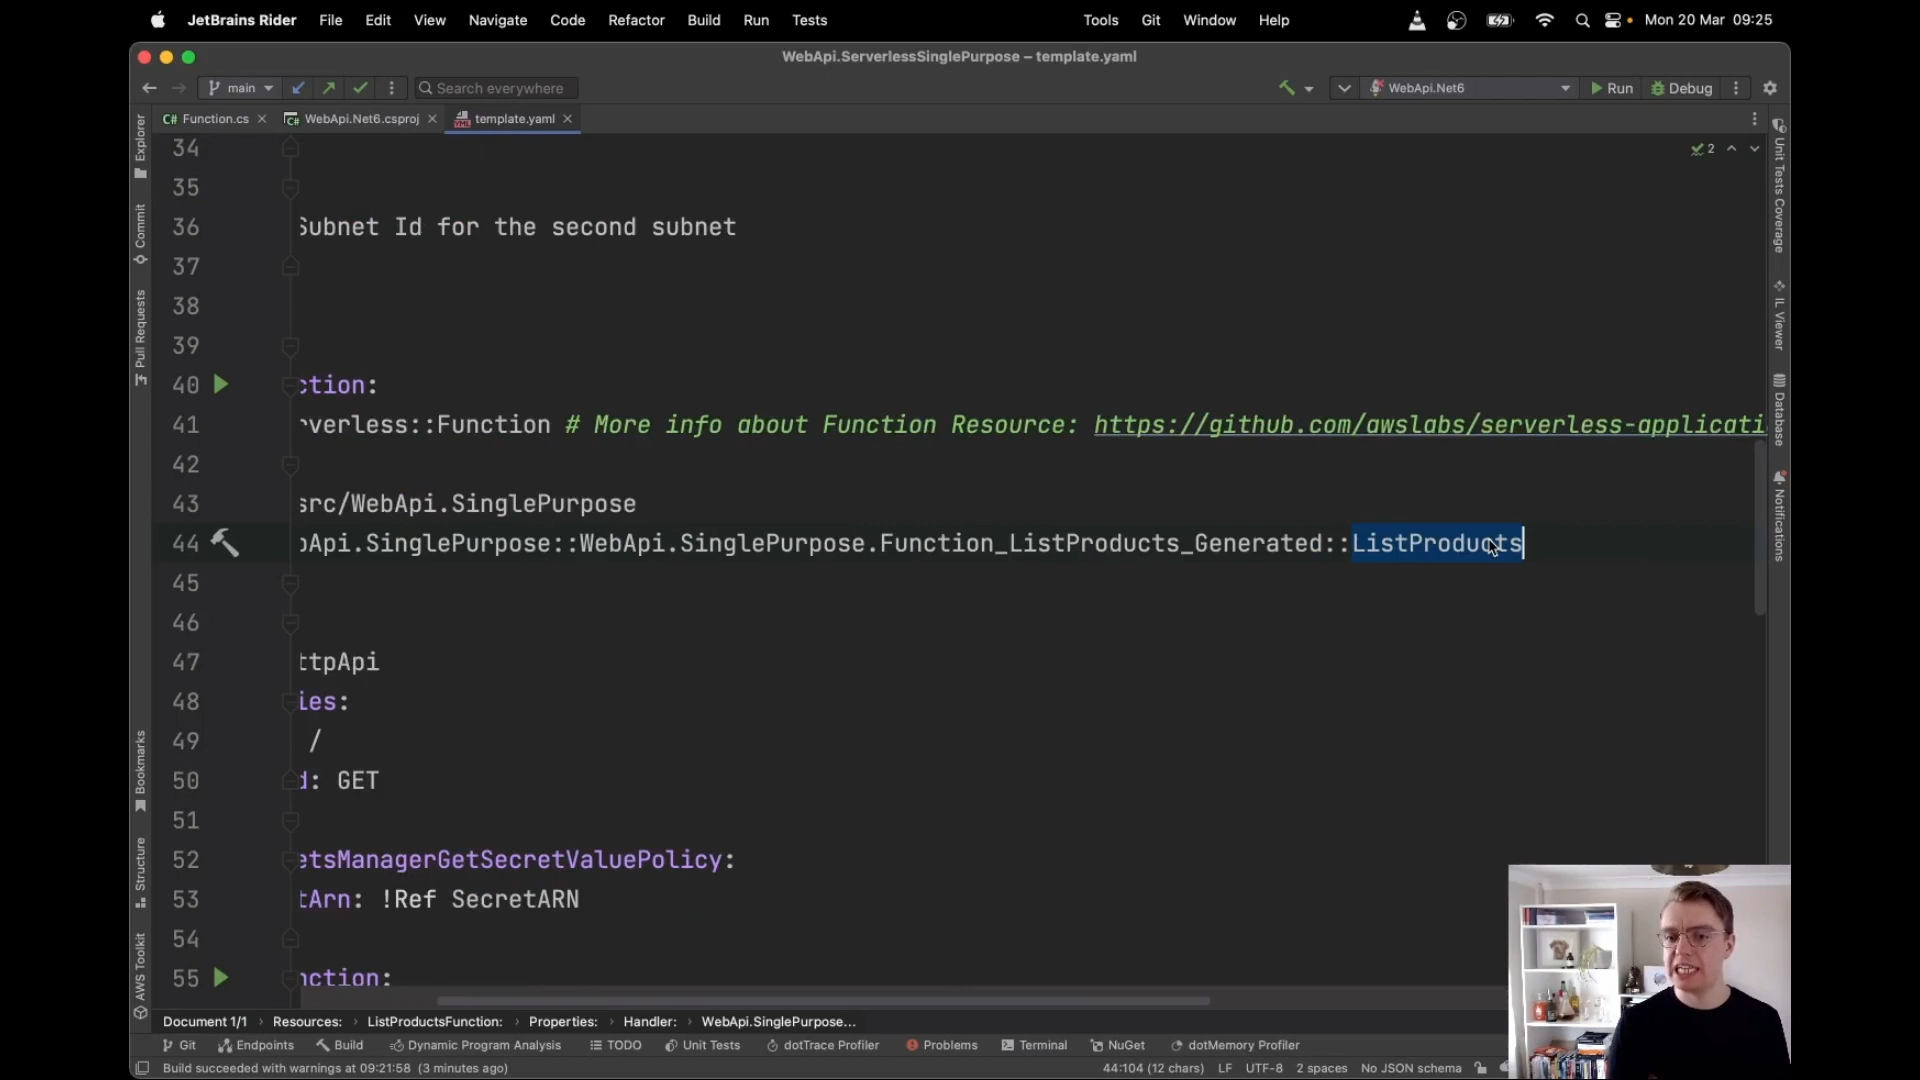 JetBrains Rider File Edit View Navigate Code Refactor Build Run Tests Tools Git Window Help Mon 20 Mar 09:25
WebApi.ServerlessSinglePurpose – template.yaml
main Search everywhere WebApi.Net6 Run Debug
Function.cs WebApi.Net6.csproj template.yaml
Explorer
Commit
Pull Requests
Bookmarks
Structure
AWS Toolkit
34
35
36 Subnet Id for the second subnet
37
38
39
40 ction:
41 rverless::Function # More info about Function Resource: https://github.com/awslabs/serverless-applicati
42
43 src/WebApi.SinglePurpose
44 bApi.SinglePurpose::WebApi.SinglePurpose.Function_ListProducts_Generated::ListProducts
45
46
47 ttpApi
48 ies:
49 /
50 d: GET
51
52 etsManagerGetSecretValuePolicy:
53 tArn: !Ref SecretARN
54
55 nction:
2
Unit Tests Coverage
IL Viewer
Database
Notifications
Document 1/1 › Resources: › ListProductsFunction: › Properties: › Handler: › WebApi.SinglePurpose...
Git Endpoints Build Dynamic Program Analysis TODO Unit Tests dotTrace Profiler Problems Terminal NuGet dotMemory Profiler
Build succeeded with warnings at 09:21:58 (3 minutes ago) 44:104 (12 chars) LF UTF-8 2 spaces No JSON schema